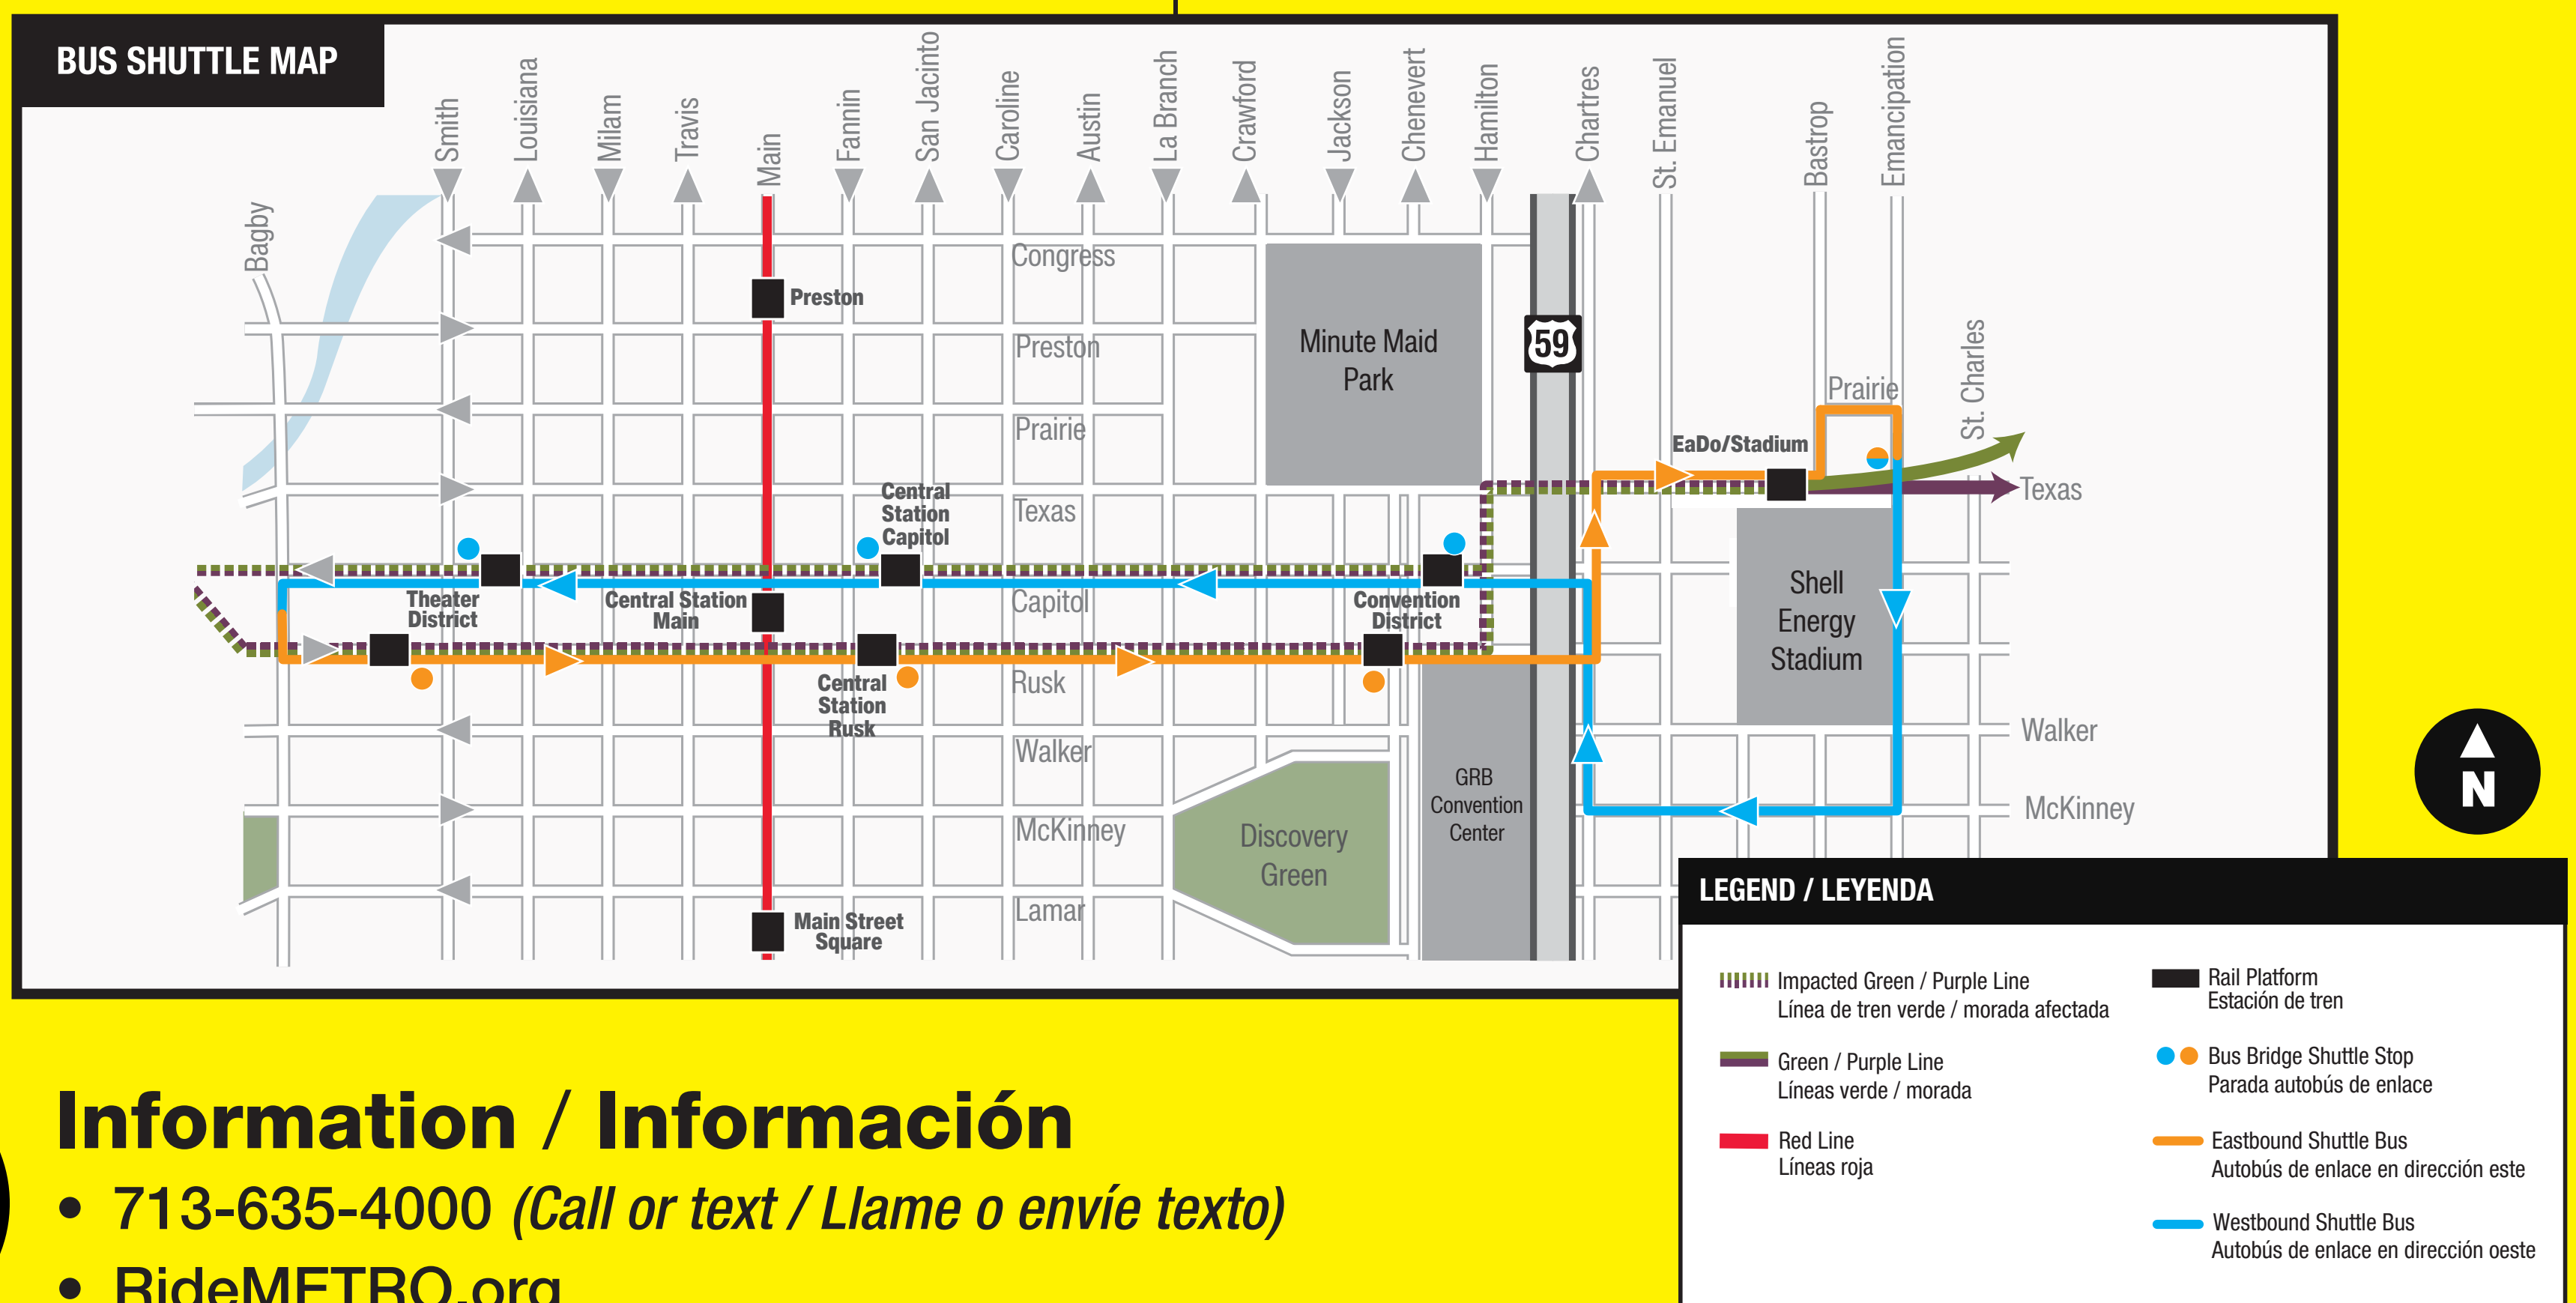 BUS SHUTTLE MAP
Bagby
Smith
Louisiana
Milam
Travis
Main
Fannin
San Jacinto
Caroline
Austin
La Branch
Crawford
Jackson
Chenevert
Hamilton
Chartres
St. Emanuel
Bastrop
Emancipation
St. Charles
Congress
Preston
Preston
Minute Maid
Park
59
Prairie
Prairie
EaDo/Stadium
Texas
Texas
Central
Station
Capitol
Theater
District
Central Station
Main
Capitol
Convention
District
Shell
Energy
Stadium
Central
Station
Rusk
Rusk
Walker
Walker
McKinney
McKinney
GRB
Convention
Center
Discovery
Green
Lamar
Main Street
Square
N
LEGEND / LEYENDA
Impacted Green / Purple Line
Línea de tren verde / morada afectada
Green / Purple Line
Líneas verde / morada
Red Line
Líneas roja
Rail Platform
Estación de tren
Bus Bridge Shuttle Stop
Parada autobús de enlace
Eastbound Shuttle Bus
Autobús de enlace en dirección este
Westbound Shuttle Bus
Autobús de enlace en dirección oeste
Information / Información
• 713-635-4000 (Call or text / Llame o envíe texto)
• RideMETRO.org